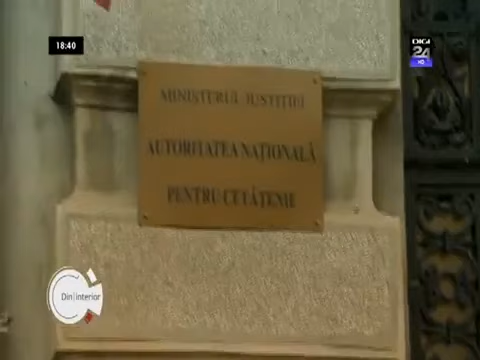 18:40
DIGI
24
HD
MINISTERUL JUSTIȚIEI
AUTORITATEA NAȚIONALĂ
PENTRU CETĂȚENIE
Din|interior